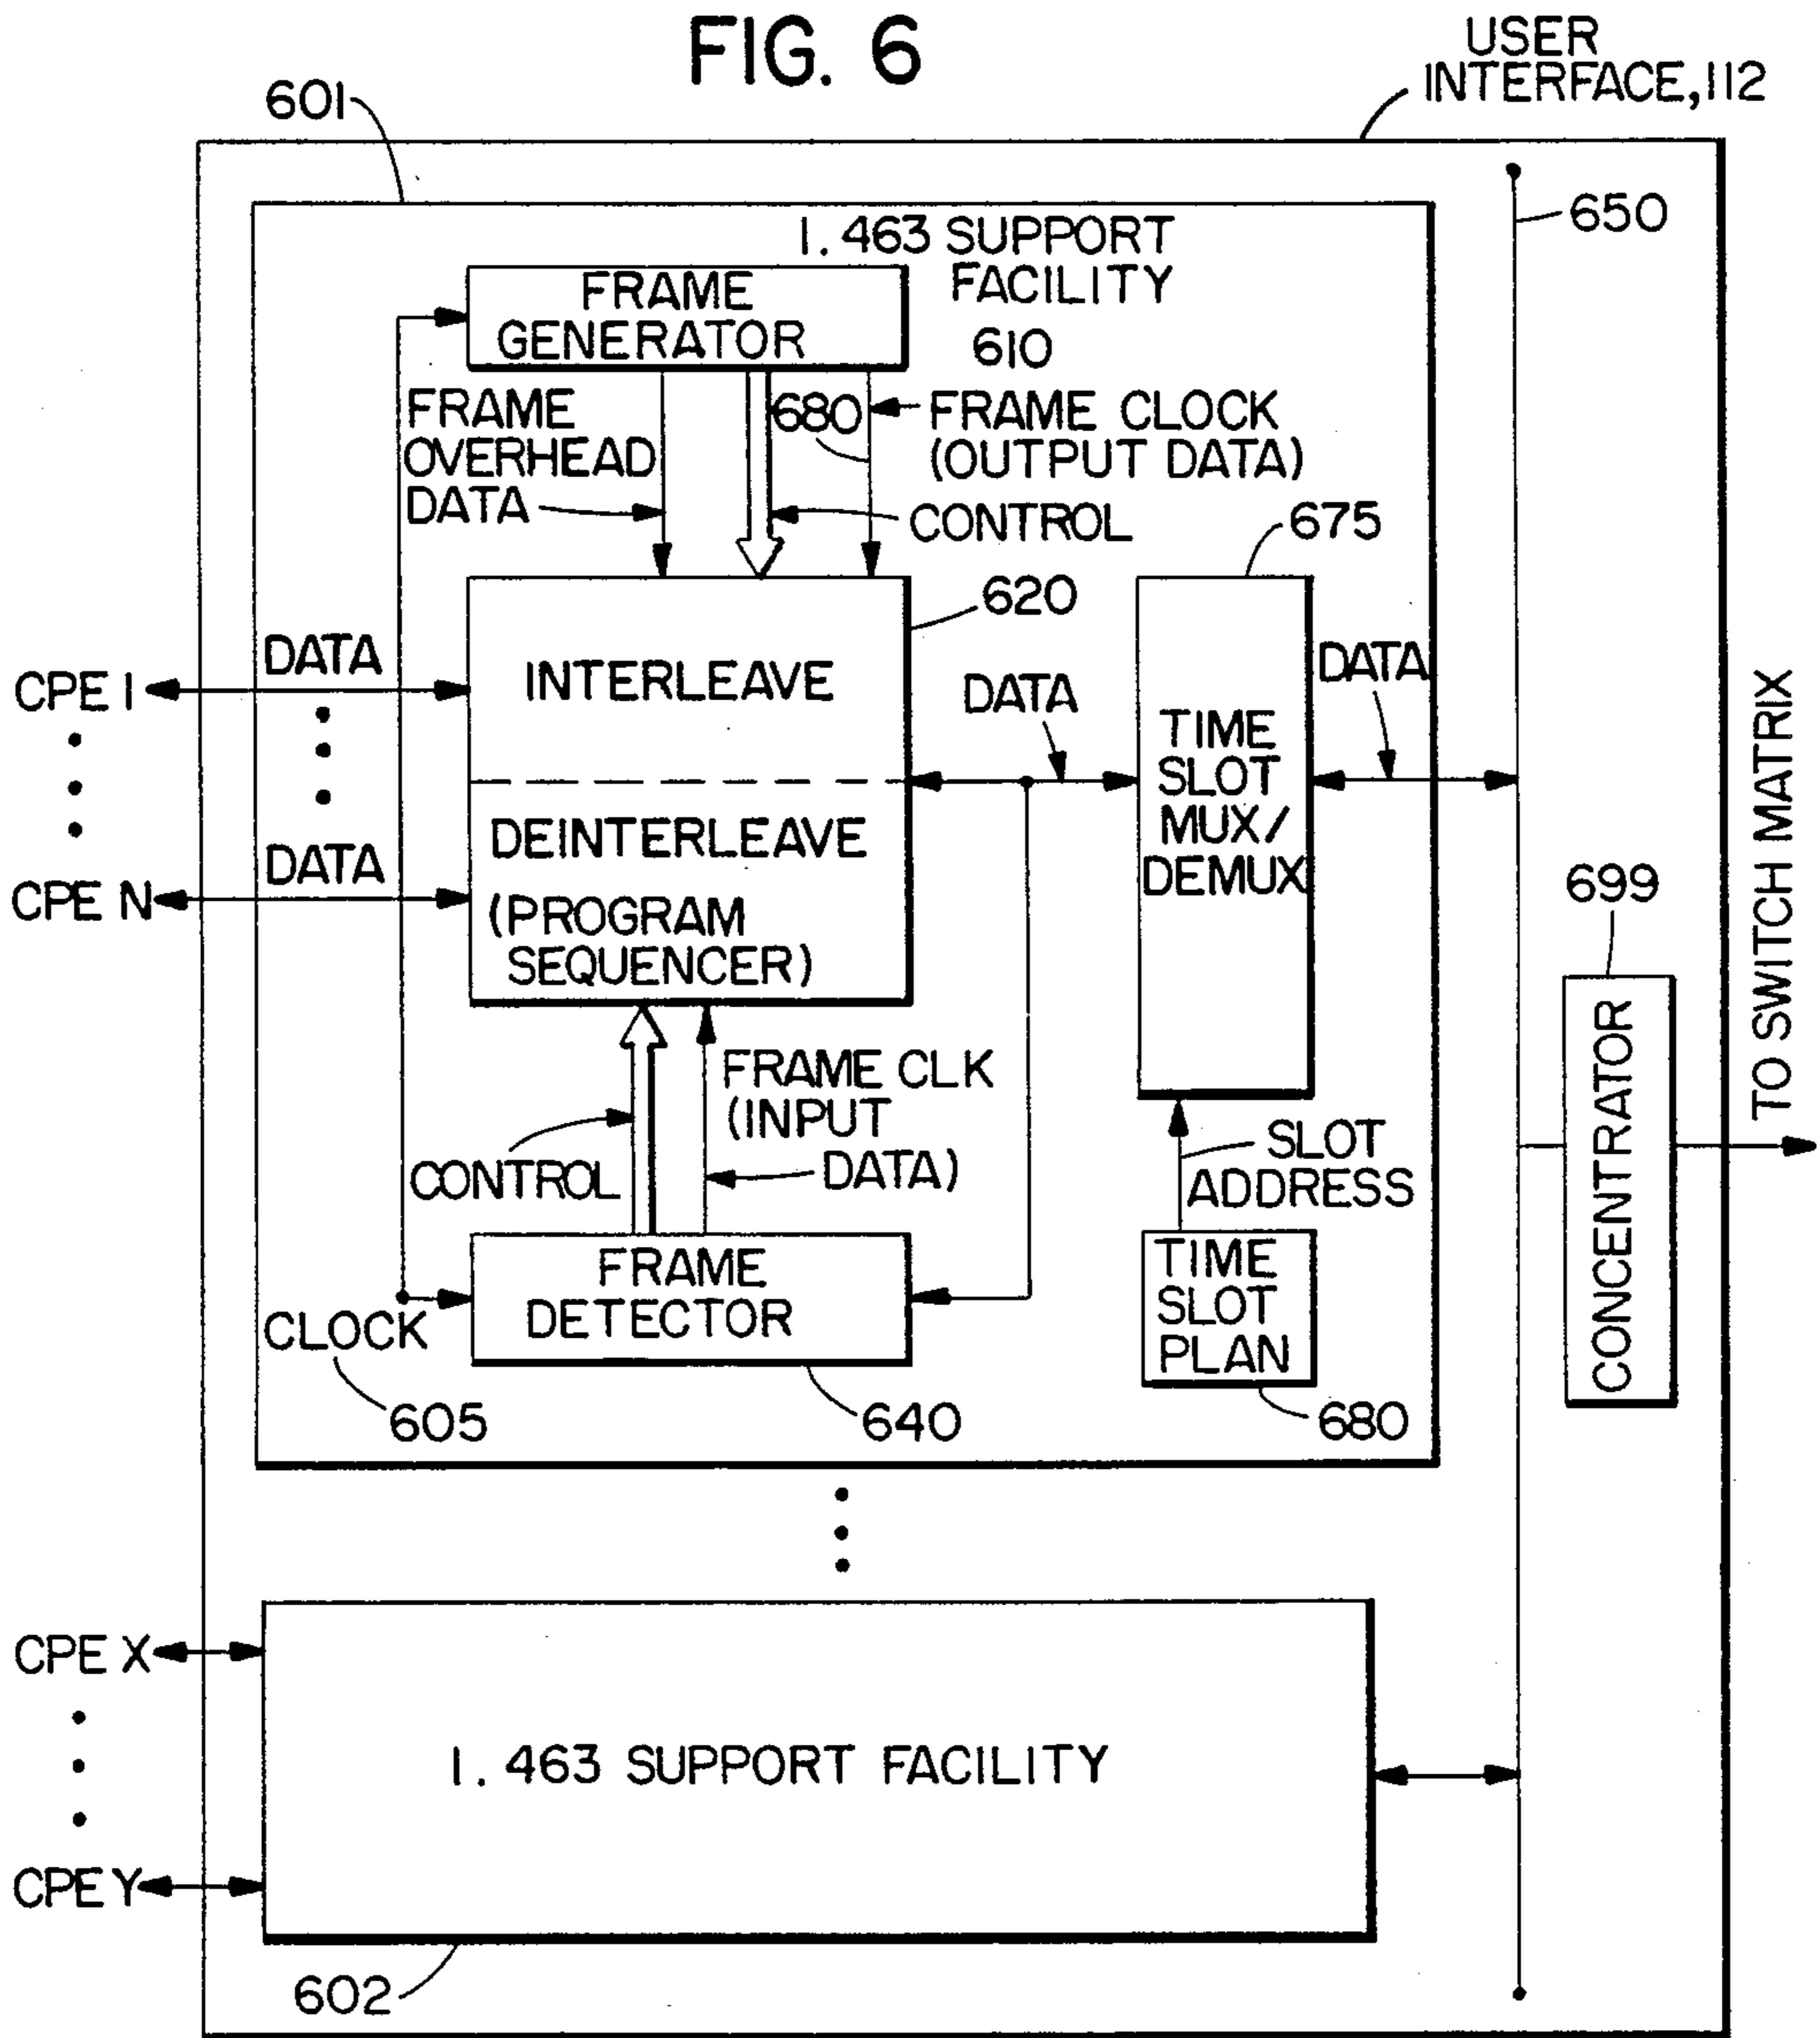 FIG. 6
USER
INTERFACE, 112
601
650
1.463 SUPPORT
FACILITY
610
FRAME
GENERATOR
FRAME
OVERHEAD
DATA
680
FRAME CLOCK
(OUTPUT DATA)
CONTROL
675
620
CPE 1
DATA
INTERLEAVE
DATA
DATA
TIME
SLOT
MUX/
DEMUX
DEINTERLEAVE
(PROGRAM
SEQUENCER)
CPE N
DATA
TO SWITCH MATRIX
699
CONCENTRATOR
FRAME CLK
(INPUT
DATA)
CONTROL
SLOT
ADDRESS
FRAME
DETECTOR
TIME
SLOT
PLAN
CLOCK
605
640
680
CPE X
1.463 SUPPORT FACILITY
CPE Y
602